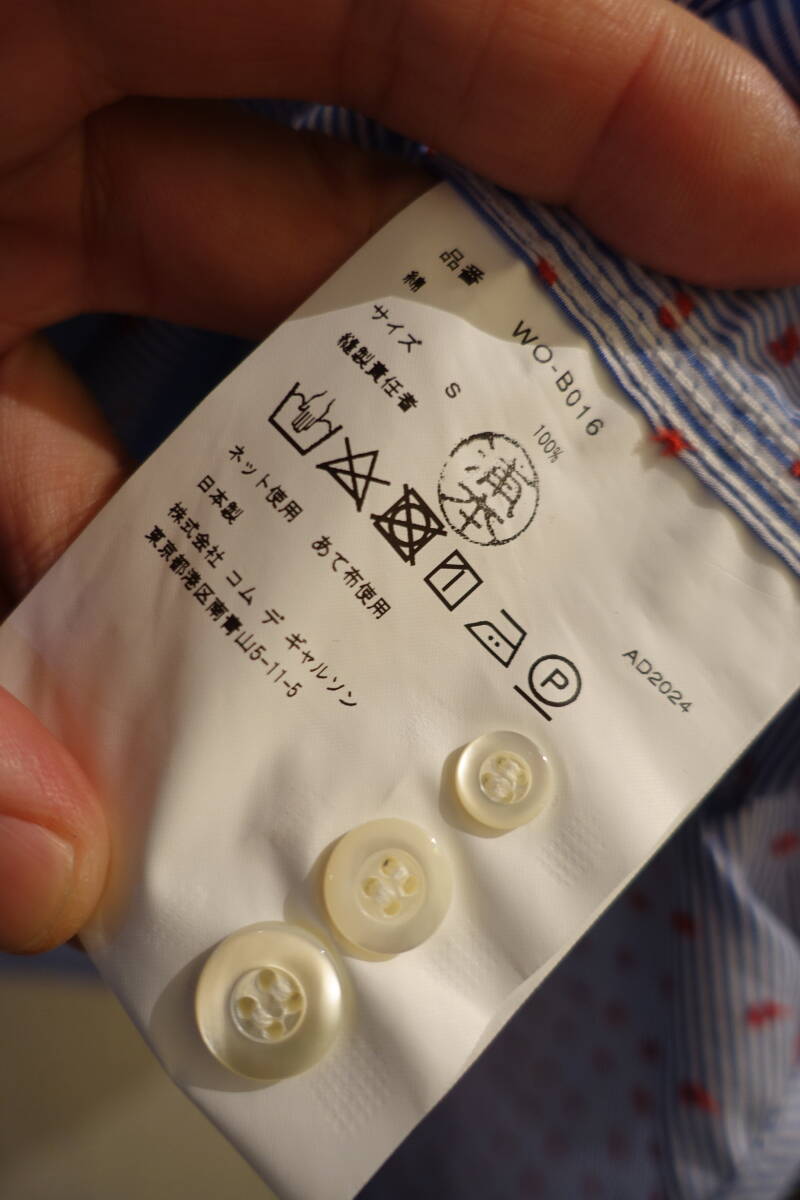 品番 WO-B016
綿 100%
サイズ S
縫製責任者
ネット使用 あて布使用
日本製
株式会社 コム デ ギャルソン
東京都港区南青山5-11-5
AD2024
P